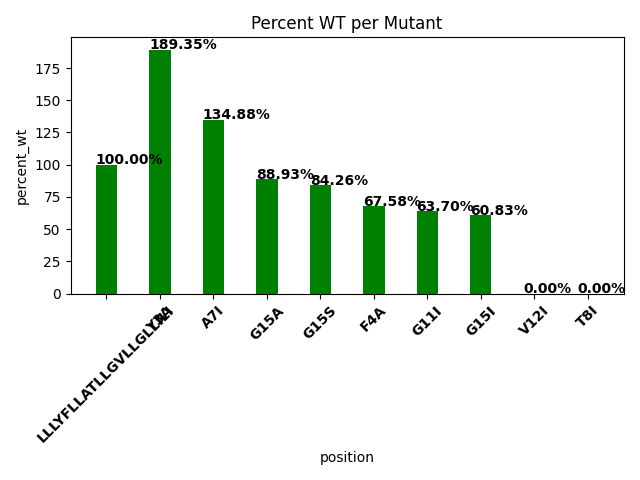 Percent WT per Mutant
percent_wt
175
150
125
100
75
50
25
0
100.00%
189.35%
134.88%
88.93%
84.26%
67.58%
63.70%
60.83%
0.00%
0.00%
Y3A
A7I
G15A
G15S
F4A
G11I
G15I
V12I
T8I
position